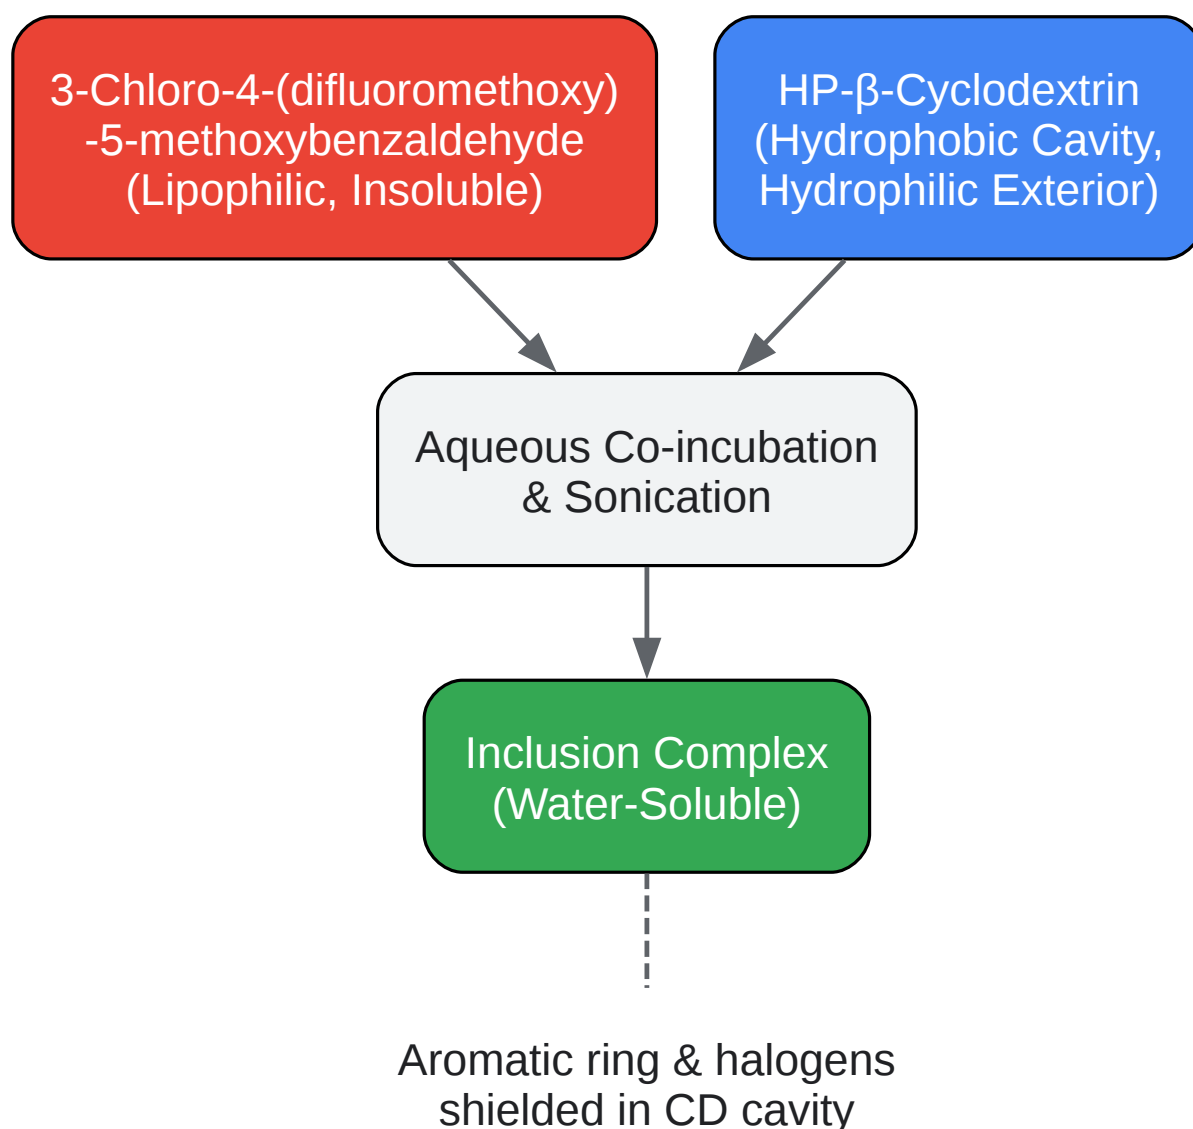 3-Chloro-4-(difluoromethoxy)
-5-methoxybenzaldehyde
(Lipophilic, Insoluble)
HP-β-Cyclodextrin
(Hydrophobic Cavity,
Hydrophilic Exterior)
Aqueous Co-incubation
& Sonication
Inclusion Complex
(Water-Soluble)
Aromatic ring & halogens
shielded in CD cavity